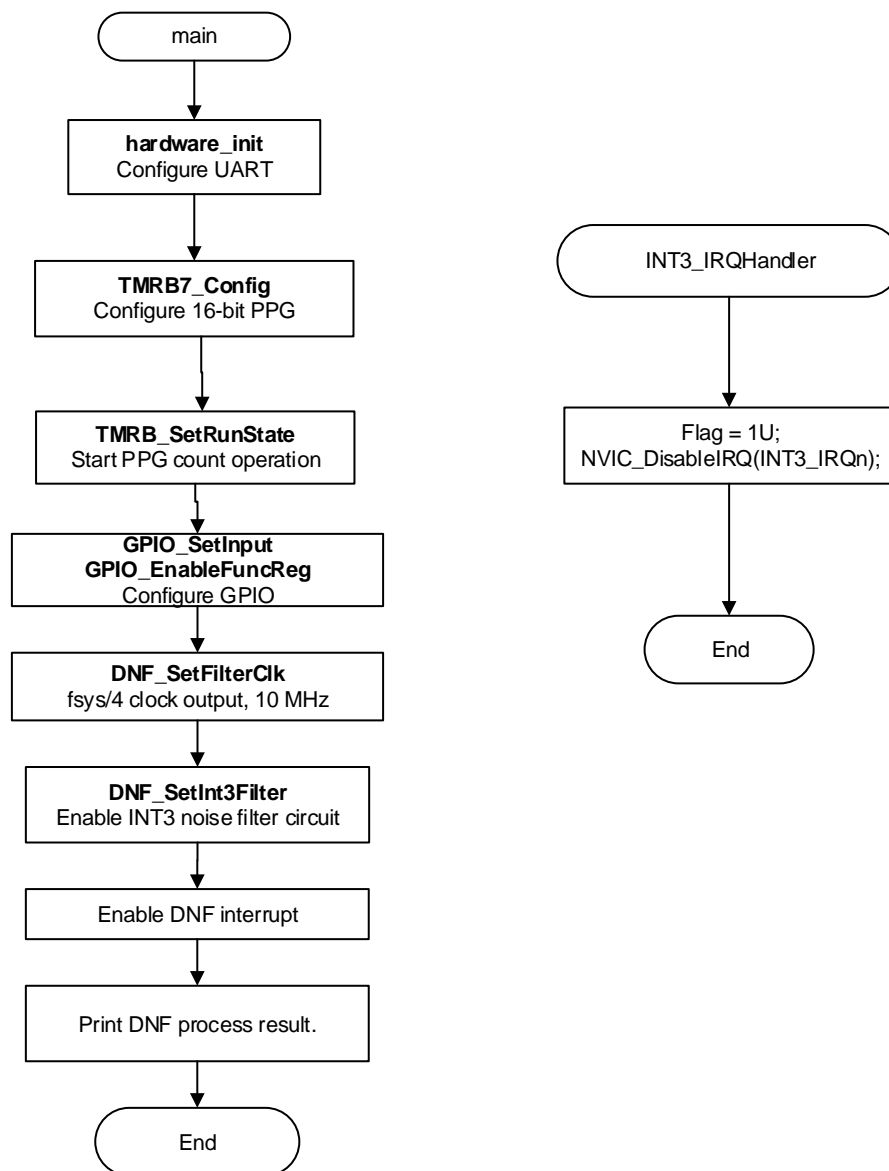 main
hardware_init
Configure UART
TMRB7_Config
Configure 16-bit PPG
TMRB_SetRunState
Start PPG count operation
GPIO_SetInput
GPIO_EnableFuncReg
Configure GPIO
DNF_SetFilterClk
fsys/4 clock output, 10 MHz
DNF_SetInt3Filter
Enable INT3 noise filter circuit
Enable DNF interrupt
Print DNF process result.
End
INT3_IRQHandler
Flag = 1U;
NVIC_DisableIRQ(INT3_IRQn);
End